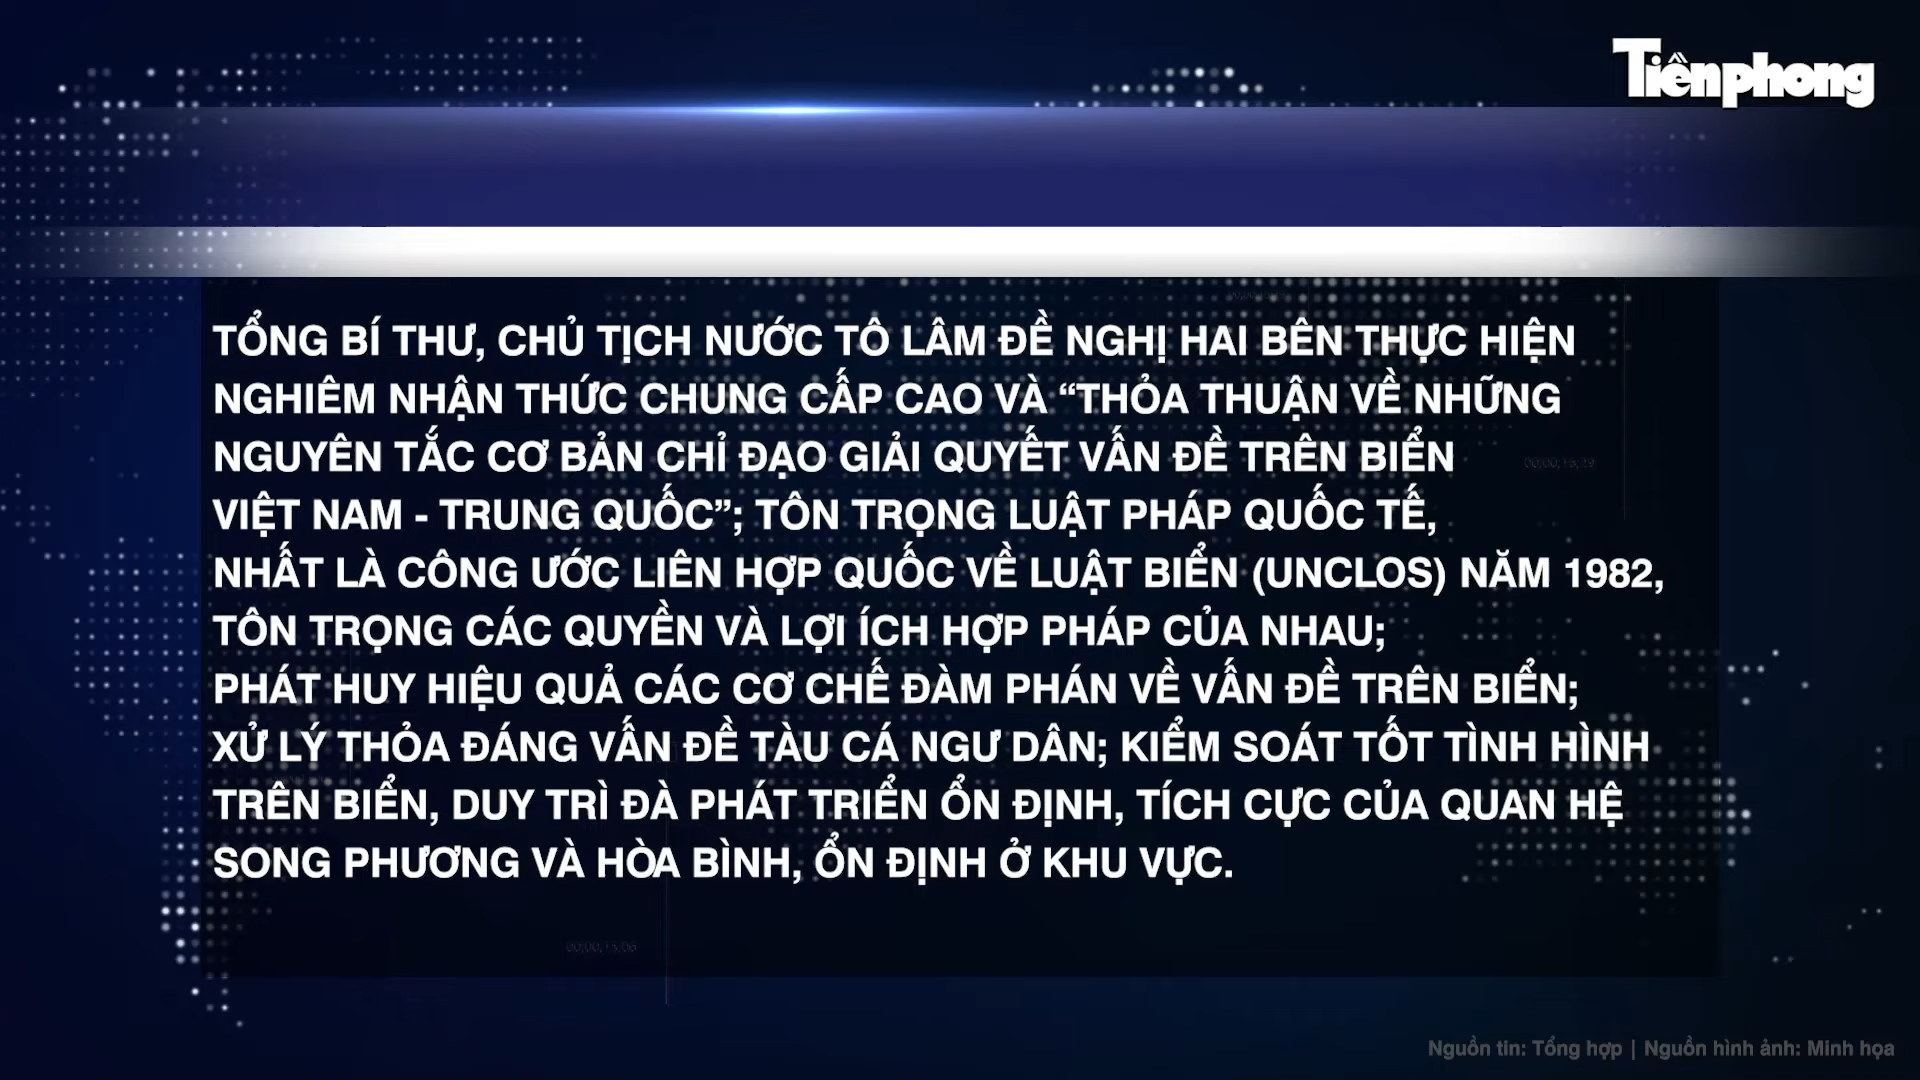 Tiềnphong
TỔNG BÍ THƯ, CHỦ TỊCH NƯỚC TÔ LÂM ĐỀ NGHỊ HAI BÊN THỰC HIỆN
NGHIÊM NHẬN THỨC CHUNG CẤP CAO VÀ “THỎA THUẬN VỀ NHỮNG
NGUYÊN TẮC CƠ BẢN CHỈ ĐẠO GIẢI QUYẾT VẤN ĐỀ TRÊN BIỂN
VIỆT NAM - TRUNG QUỐC”; TÔN TRỌNG LUẬT PHÁP QUỐC TẾ,
NHẤT LÀ CÔNG ƯỚC LIÊN HỢP QUỐC VỀ LUẬT BIỂN (UNCLOS) NĂM 1982,
TÔN TRỌNG CÁC QUYỀN VÀ LỢI ÍCH HỢP PHÁP CỦA NHAU;
PHÁT HUY HIỆU QUẢ CÁC CƠ CHẾ ĐÀM PHÁN VỀ VẤN ĐỀ TRÊN BIỂN;
XỬ LÝ THỎA ĐÁNG VẤN ĐỀ TÀU CÁ NGƯ DÂN; KIỂM SOÁT TỐT TÌNH HÌNH
TRÊN BIỂN, DUY TRÌ ĐÀ PHÁT TRIỂN ỔN ĐỊNH, TÍCH CỰC CỦA QUAN HỆ
SONG PHƯƠNG VÀ HÒA BÌNH, ỔN ĐỊNH Ở KHU VỰC.
Nguồn tin: Tổng hợp | Nguồn hình ảnh: Minh họa